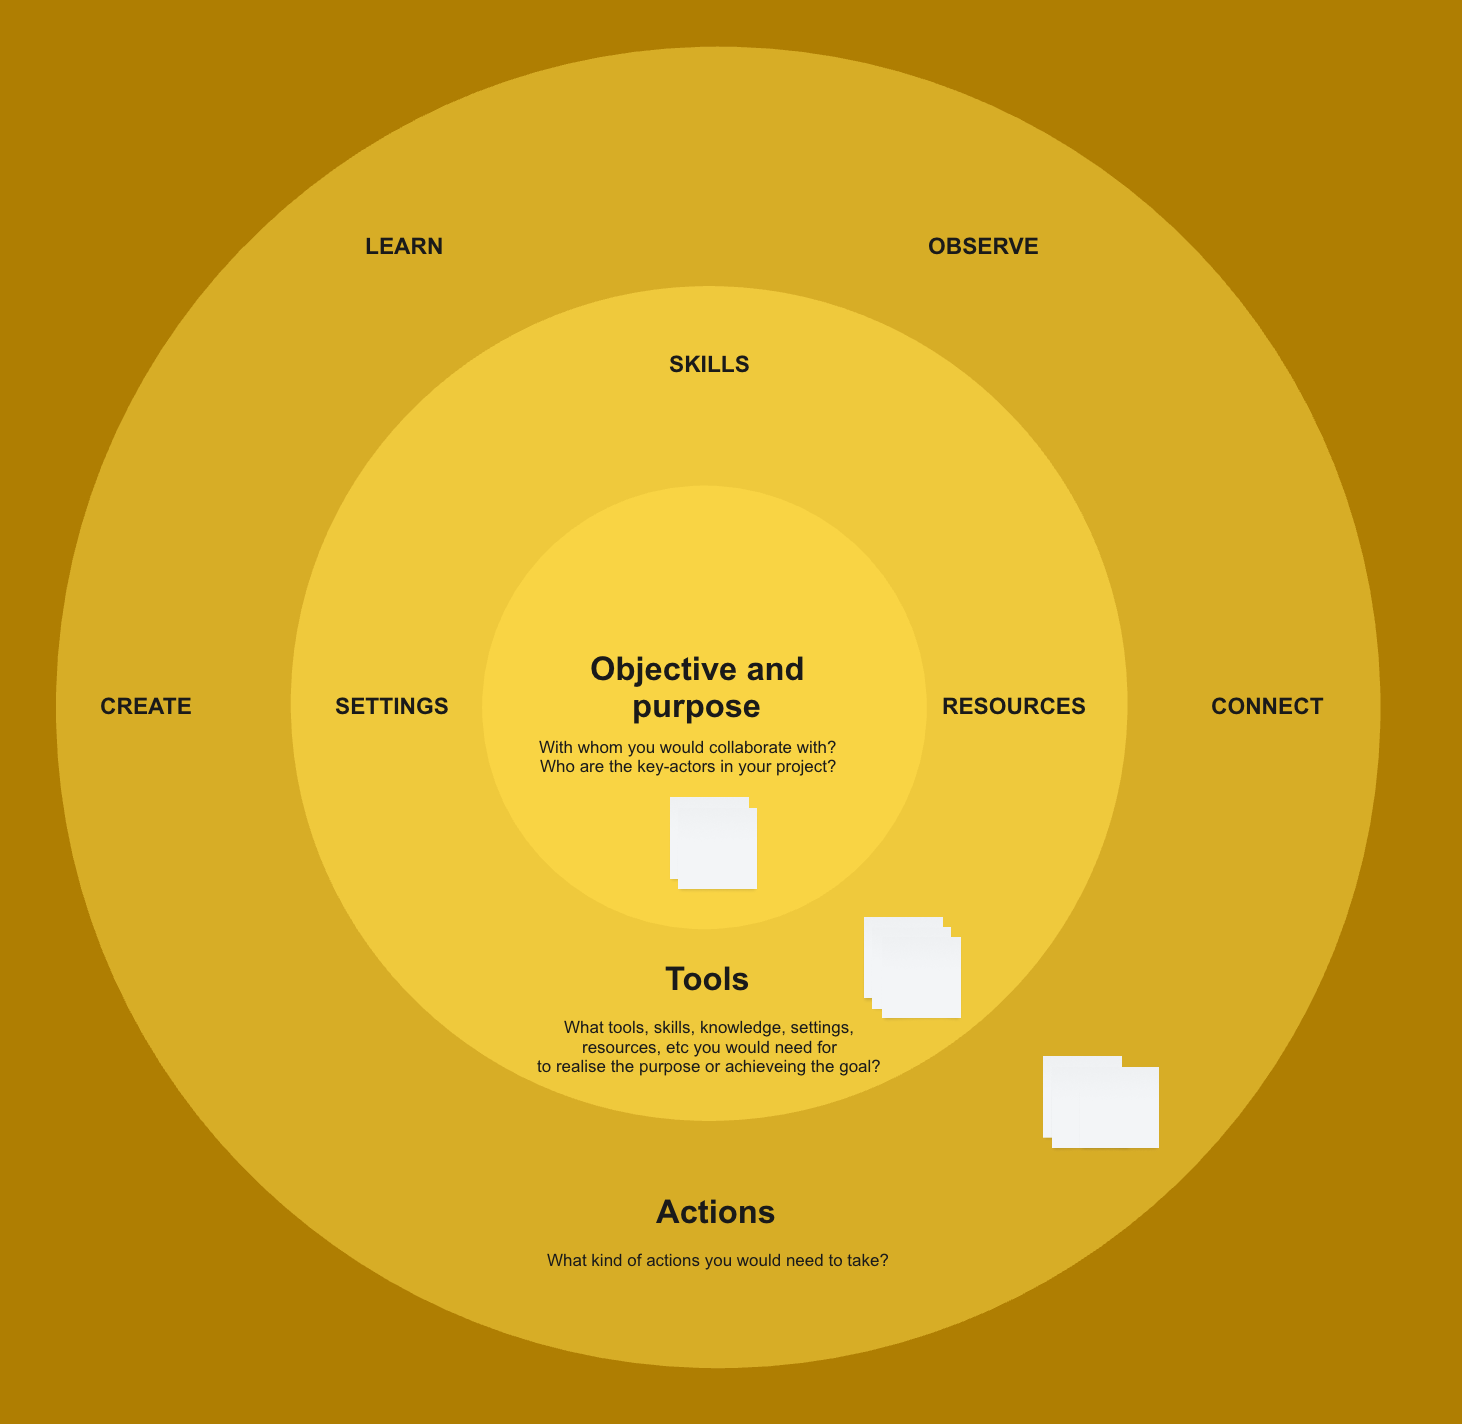 LEARN
OBSERVE
SKILLS
Objective and
purpose
CREATE
SETTINGS
RESOURCES
CONNECT
With whom you would collaborate with?
Who are the key-actors in your project?
Tools
What tools, skills, knowledge, settings,
resources, etc you would need for
to realise the purpose or achieveing the goal?
Actions
What kind of actions you would need to take?